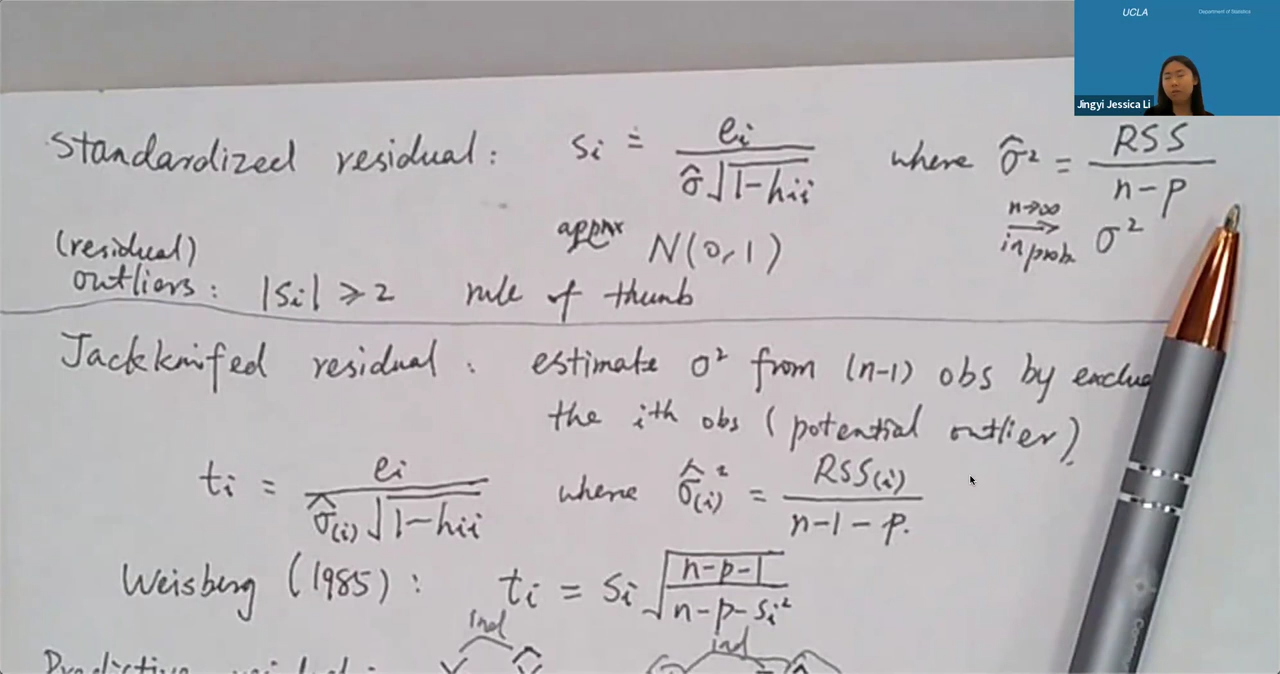 UCLA Department of Statistics
Jingyi Jessica Li
Standardized residual: si = ei / σ̂√1-hii where σ̂² = RSS / n-p
n→∞
→ σ²
in prob.
approx N(0,1)
(residual)
outliers: |si| ≥ 2 rule of thumb
Jackknifed residual: estimate σ² from (n-1) obs by
the ith obs (potential outlier).
ti = ei / σ̂(i)√1-hii where σ̂²(i) = RSS(i) / n-1-p.
Weisberg (1985): ti = si √ n-p-1 / n-p-si²
ind ind